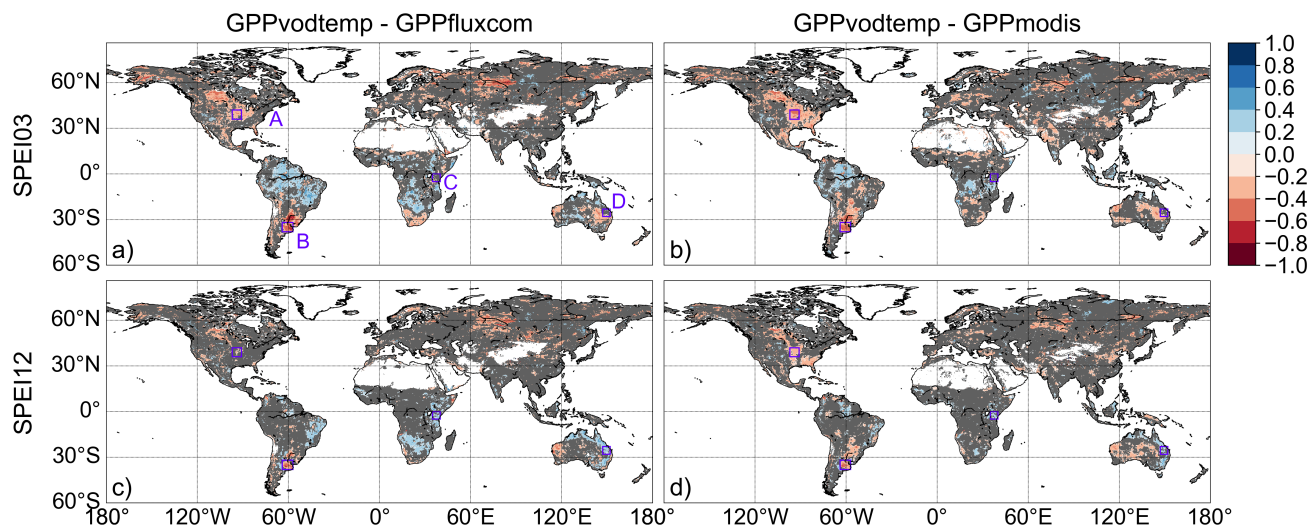 GPPvodtemp - GPPfluxcom
GPPvodtemp - GPPmodis
SPEI03
60°N
30°N
0°
30°S
60°S
A
B
C
D
a)
b)
1.0
0.8
0.6
0.4
0.2
0.0
−0.2
−0.4
−0.6
−0.8
−1.0
SPEI12
60°N
30°N
0°
30°S
60°S
c)
d)
180 120°W 60°W 0° 60°E 120°E 180 120°W 60°W 0° 60°E 120°E 180°